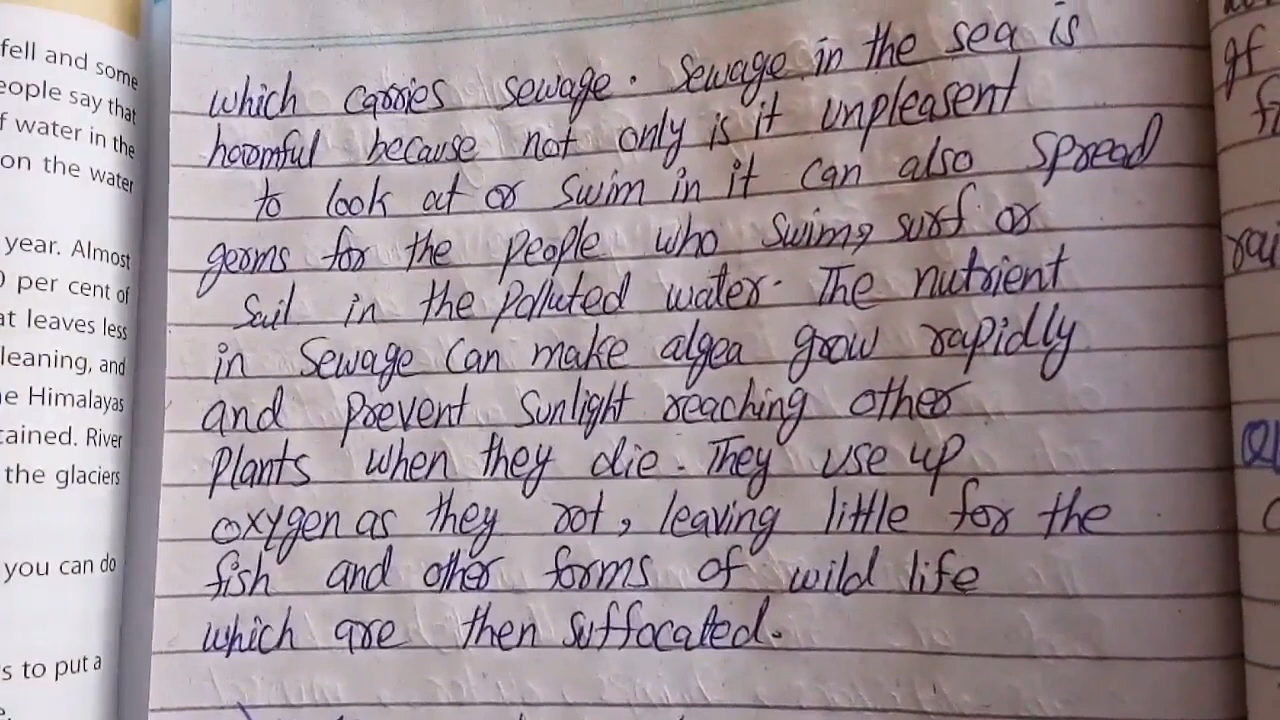 fell and some
eople say that
f water in the
on the water
year. Almost
per cent of
at leaves less
leaning, and
e Himalayas
tained. River
the glaciers
you can do
s to put a
which carries sewage. Sewage in the sea is
harmful because not only is it unpleasent
to look at or swim in it can also spread
germs for the people who swim, surf or
sail in the polluted water. The nutrient
in sewage can make algea grow rapidly
and prevent sunlight reaching other
plants when they die. They use up
oxygen as they rot, leaving little for the
fish and other forms of wild life
which are then suffocated.